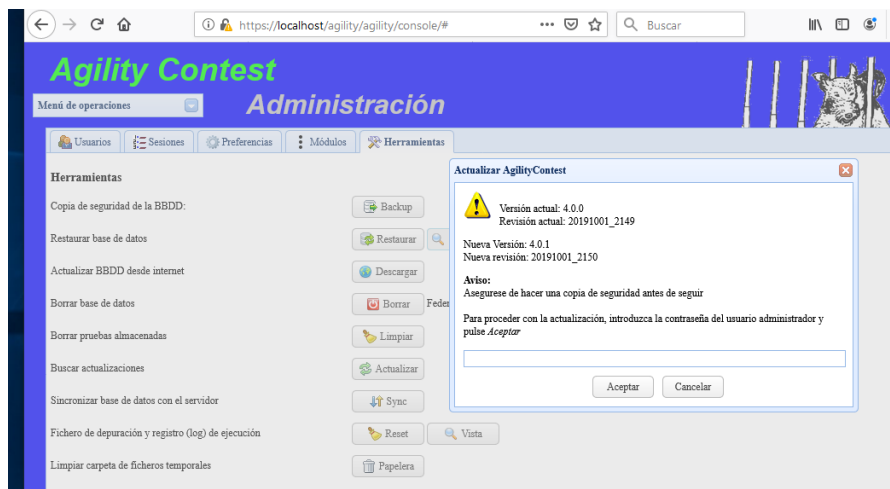 https://localhost/agility/agility/console/#
Buscar
Agility Contest
Menú de operaciones
Administración
Usuarios
Sesiones
Preferencias
Módulos
Herramientas
Herramientas
Copia de seguridad de la BBDD:
Backup
Restaurar base de datos
Restaurar
Actualizar BBDD desde internet
Descargar
Borrar base de datos
Borrar
Feder
Borrar pruebas almacenadas
Limpiar
Buscar actualizaciones
Actualizar
Sincronizar base de datos con el servidor
Sync
Fichero de depuración y registro (log) de ejecución
Reset
Vista
Limpiar carpeta de ficheros temporales
Papelera
Actualizar AgilityContest
Versión actual: 4.0.0
Revisión actual: 20191001_2149
Nueva Versión: 4.0.1
Nueva revisión: 20191001_2150
Aviso:
Asegurese de hacer una copia de seguridad antes de seguir
Para proceder con la actualización, introduzca la contraseña del usuario administrador y
pulse Aceptar
Aceptar
Cancelar